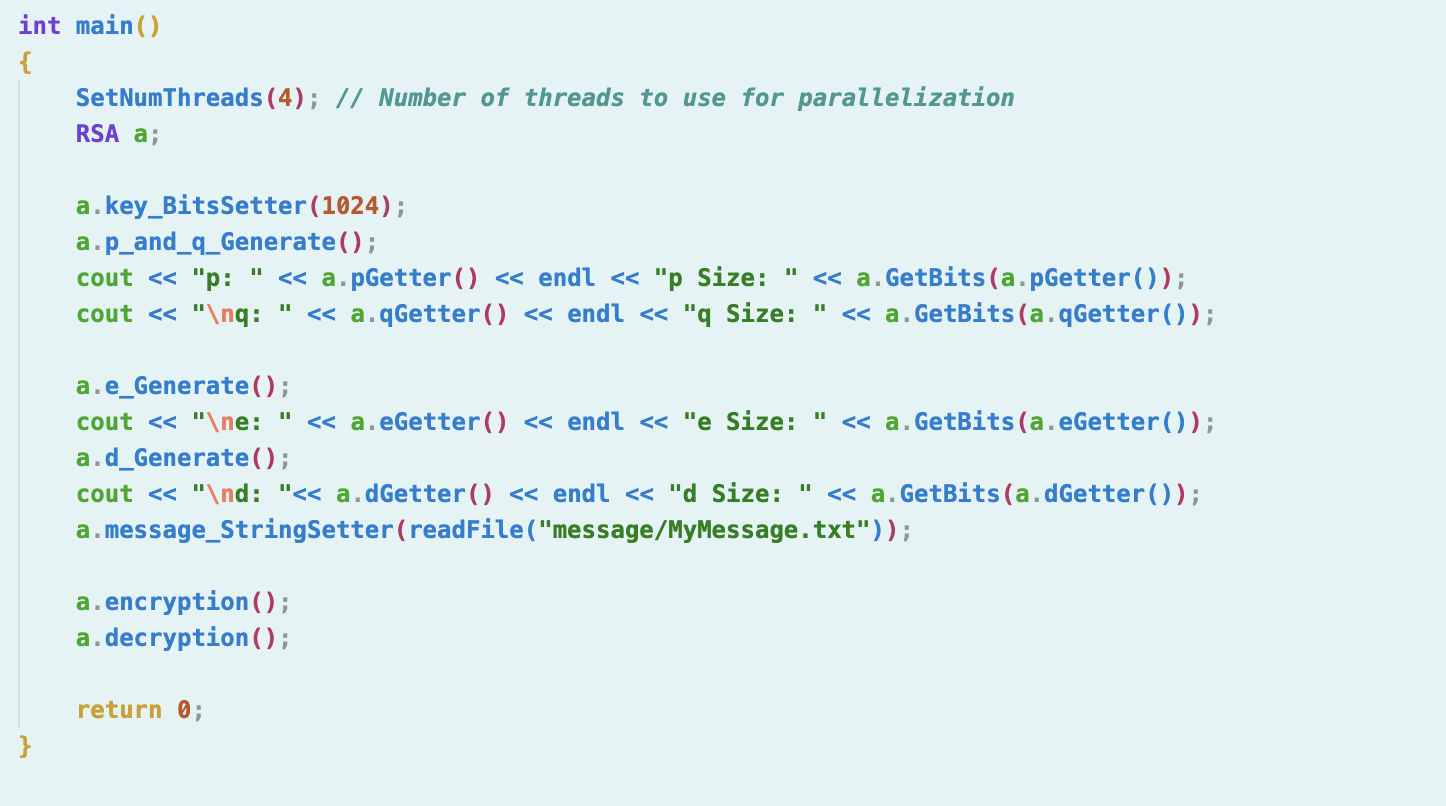 int main()
{
    SetNumThreads(4); // Number of threads to use for parallelization
    RSA a;

    a.key_BitsSetter(1024);
    a.p_and_q_Generate();
    cout << "p: " << a.pGetter() << endl << "p Size: " << a.GetBits(a.pGetter());
    cout << "\nq: " << a.qGetter() << endl << "q Size: " << a.GetBits(a.qGetter());

    a.e_Generate();
    cout << "\ne: " << a.eGetter() << endl << "e Size: " << a.GetBits(a.eGetter());
    a.d_Generate();
    cout << "\nd: "<< a.dGetter() << endl << "d Size: " << a.GetBits(a.dGetter());
    a.message_StringSetter(readFile("message/MyMessage.txt"));

    a.encryption();
    a.decryption();

    return 0;
}